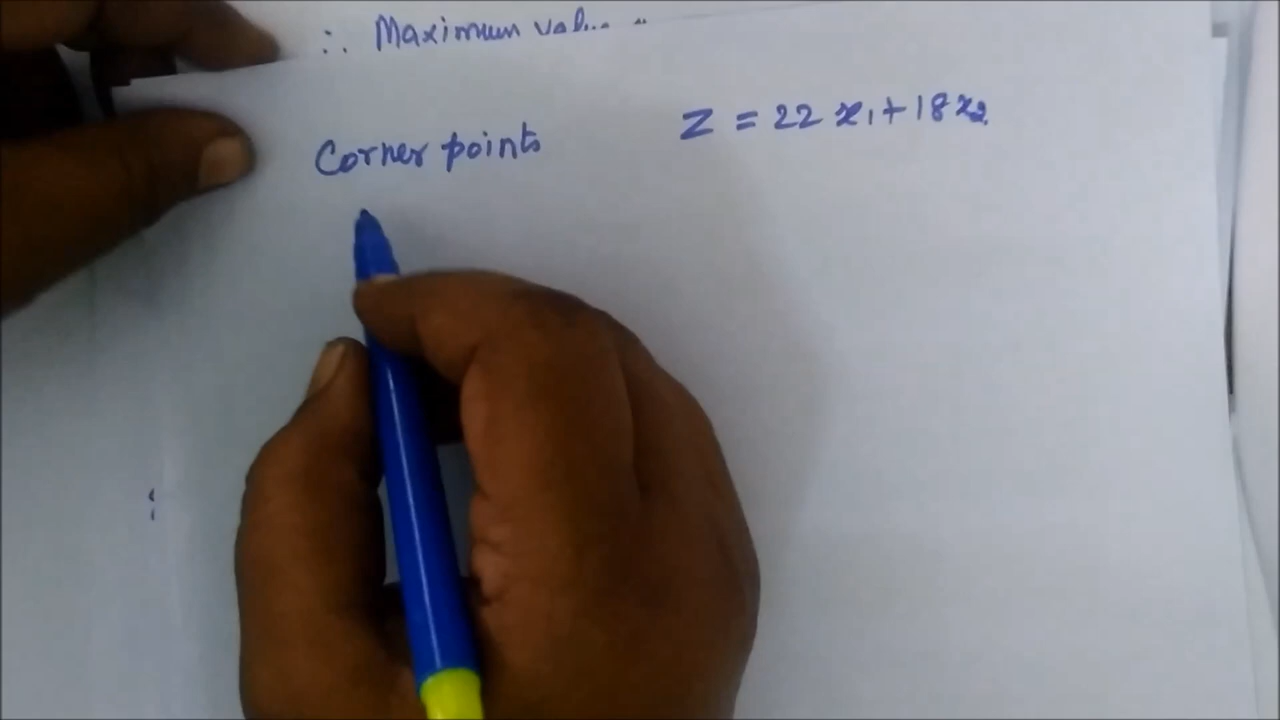 ∴ Maximum
Corner points Z = 22x₁ + 18x₂